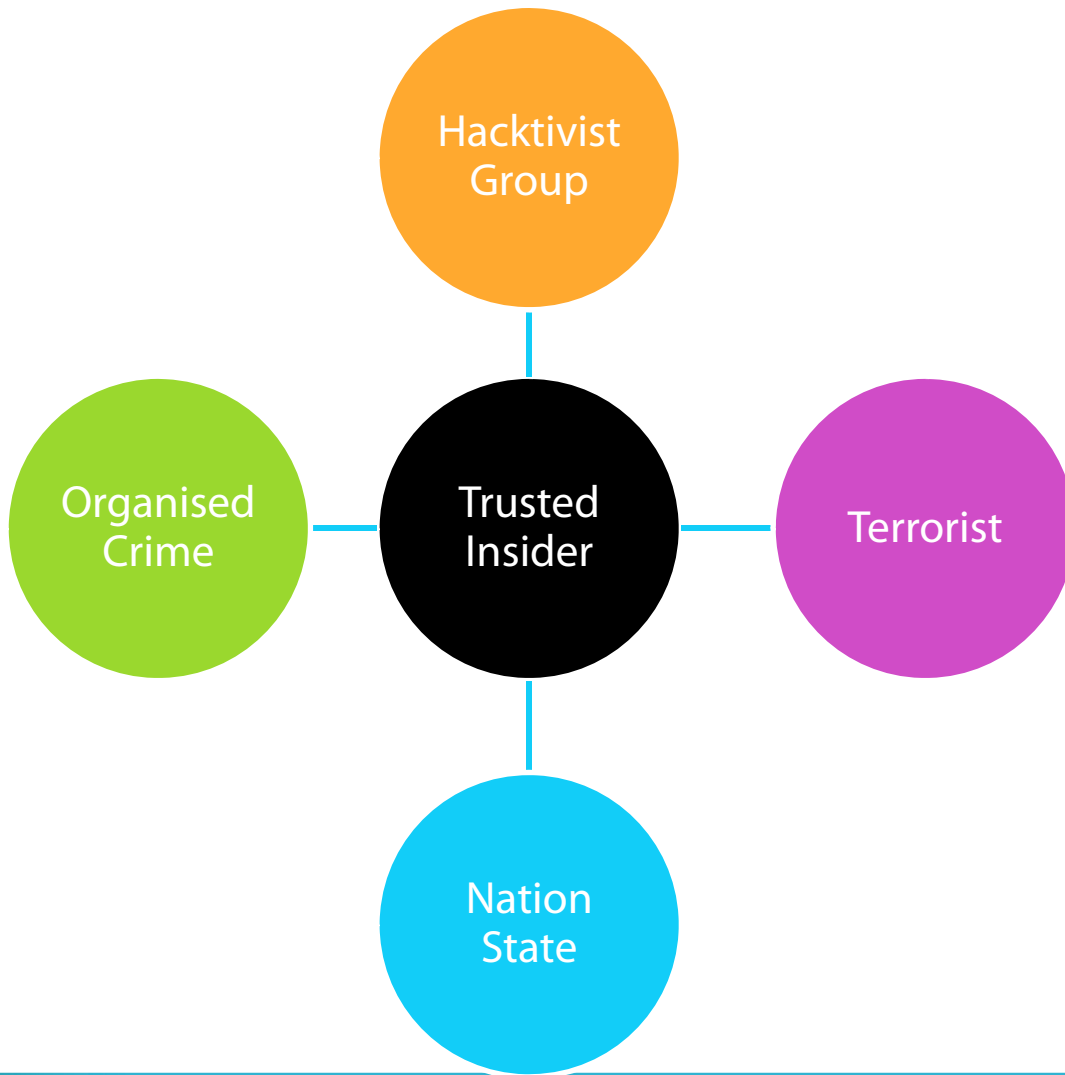 Hacktivist
Group
Organised
Crime
Trusted
Insider
Terrorist
Nation
State